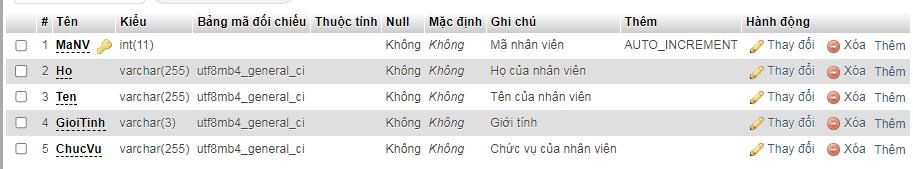 # Tên Kiểu Bảng mã đối chiếu Thuộc tính Null Mặc định Ghi chú Thêm Hành động
1 MaNV int(11) Không Không Mã nhân viên AUTO_INCREMENT Thay đổi Xóa Thêm
2 Ho varchar(255) utf8mb4_general_ci Không Không Họ của nhân viên Thay đổi Xóa Thêm
3 Ten varchar(255) utf8mb4_general_ci Không Không Tên của nhân viên Thay đổi Xóa Thêm
4 GioiTinh varchar(3) utf8mb4_general_ci Không Không Giới tính Thay đổi Xóa Thêm
5 ChucVu varchar(255) utf8mb4_general_ci Không Không Chức vụ của nhân viên Thay đổi Xóa Thêm